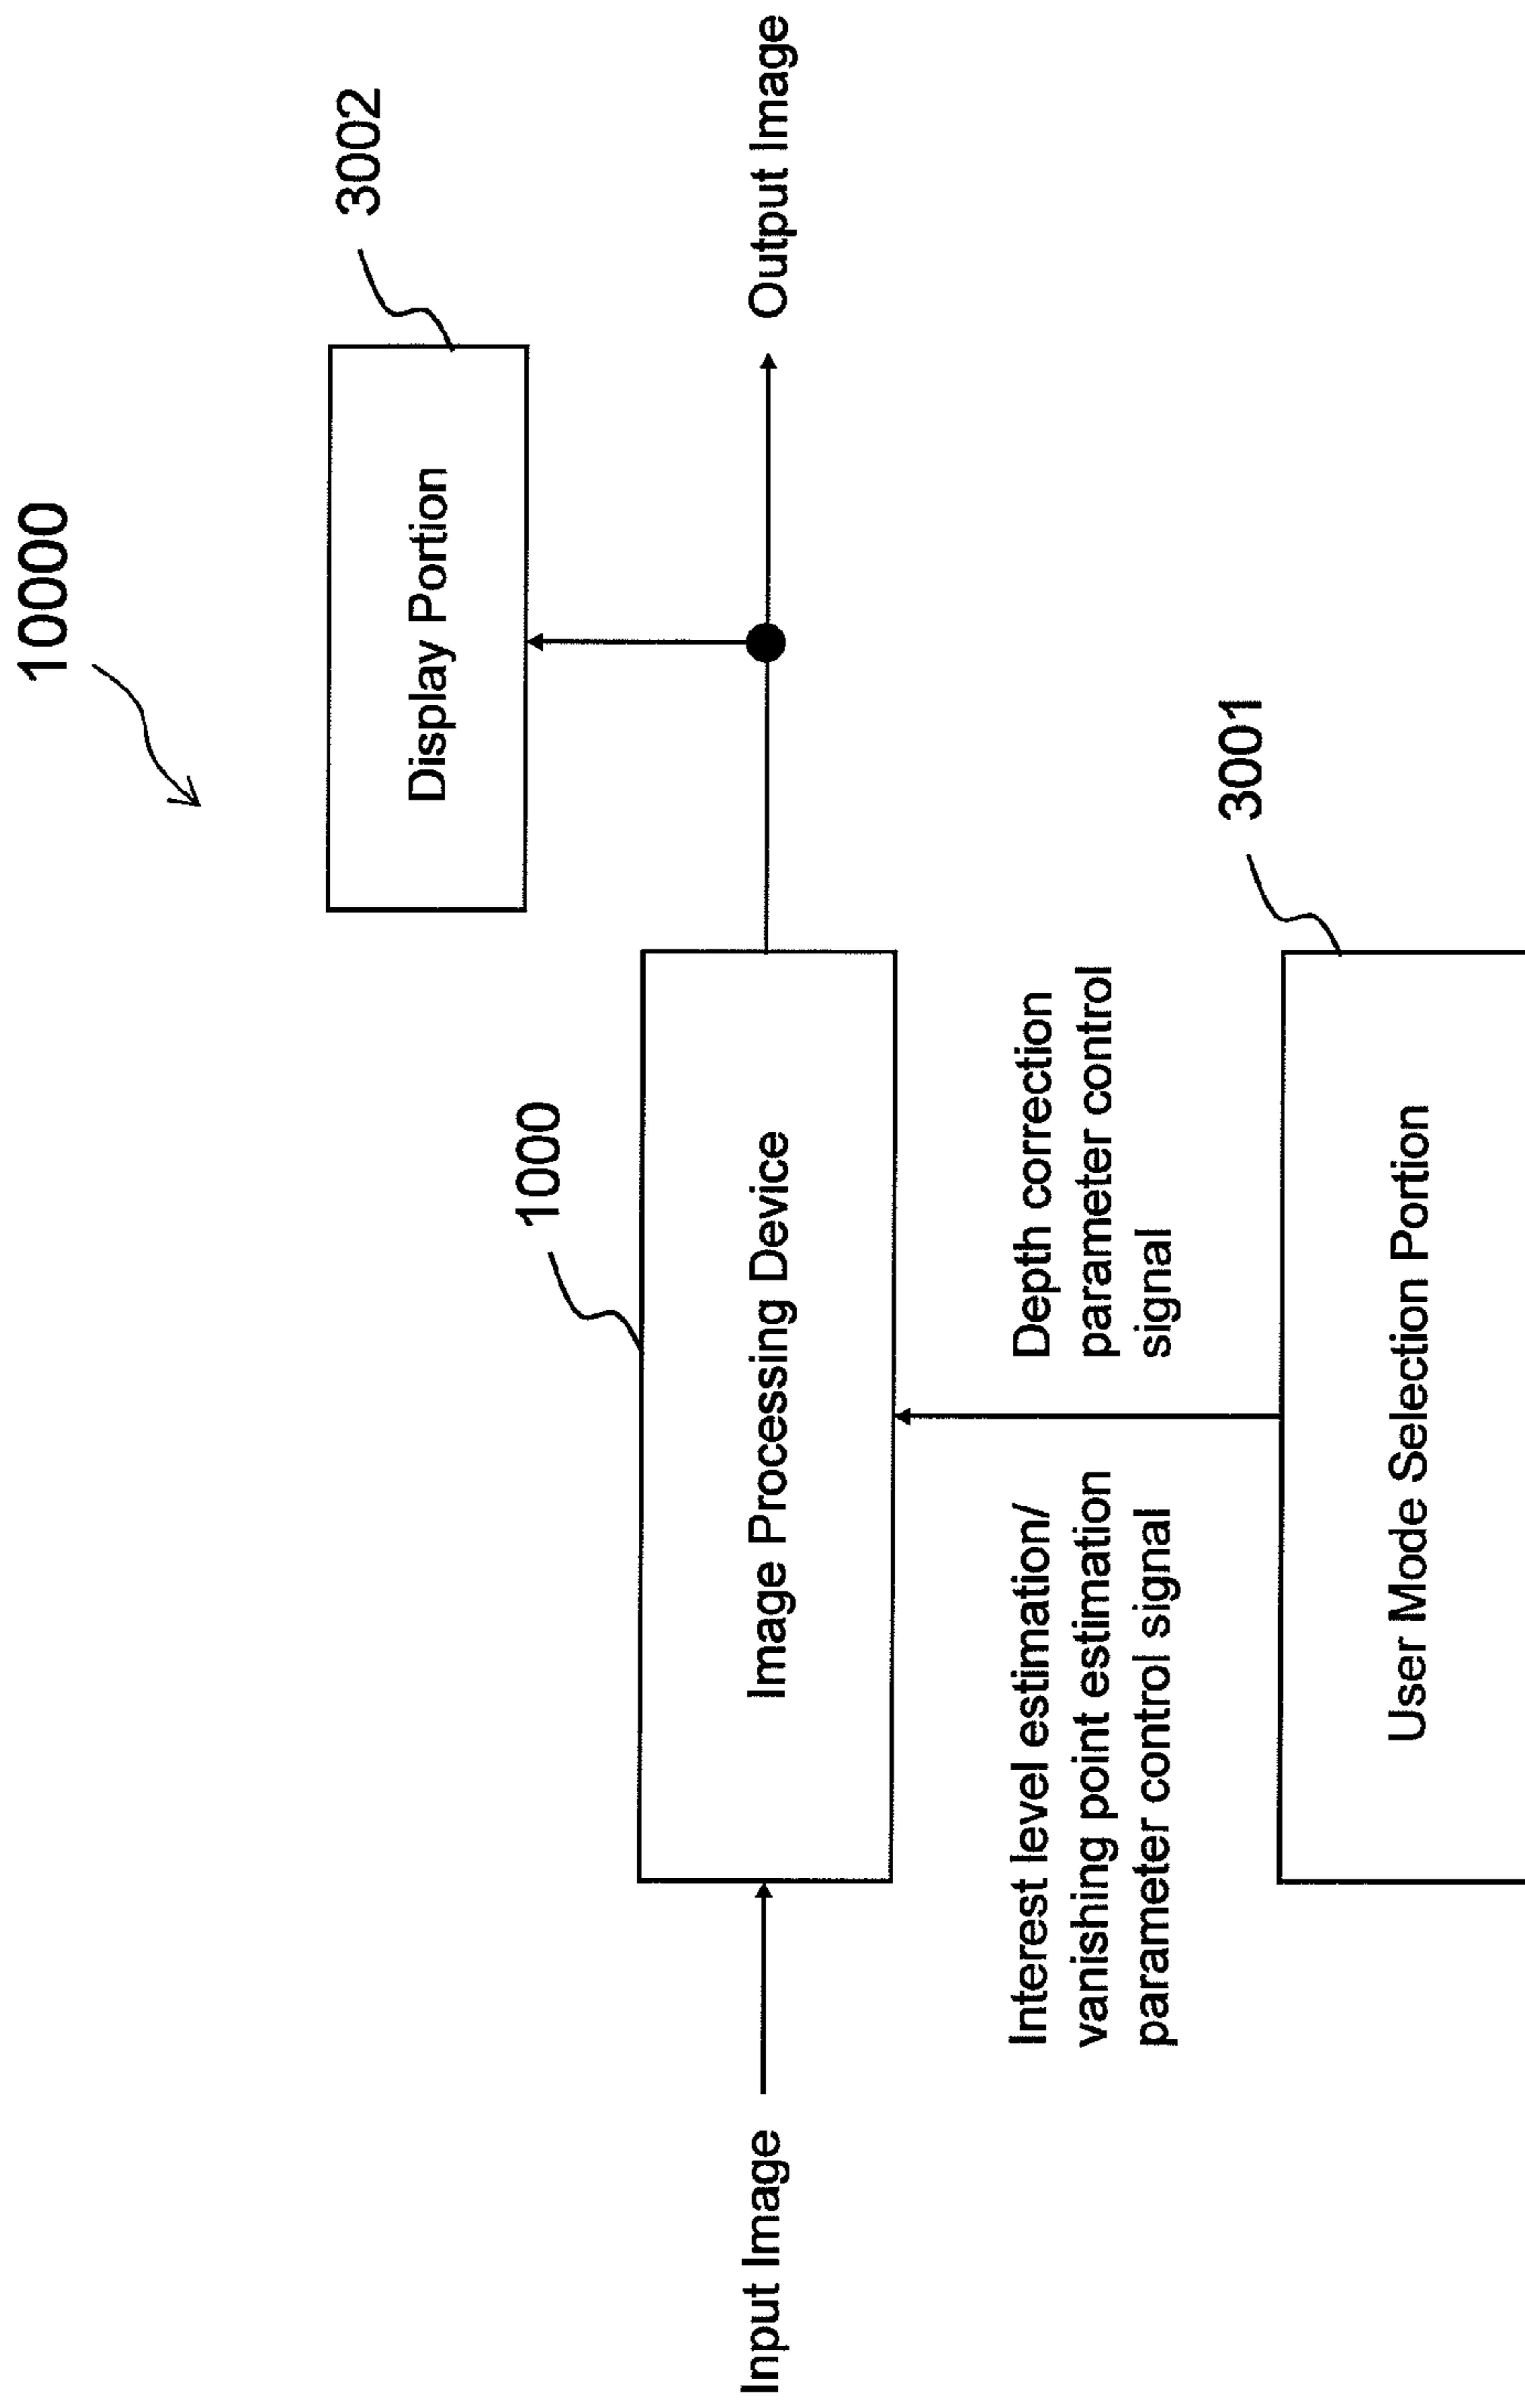 10000
3002
Display Portion
1000
Input Image
Image Processing Device
Output Image
Interest level estimation/
vanishing point estimation
parameter control signal
Depth correction
parameter control
signal
3001
User Mode Selection Portion